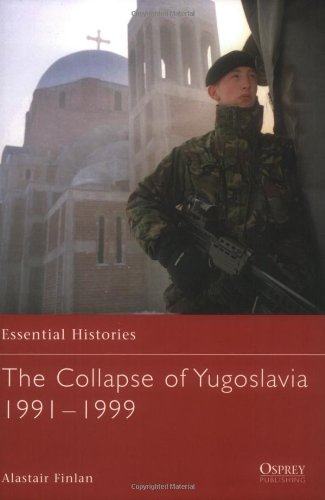 Essential Histories
The Collapse of Yugoslavia
1991–1999
Alastair Finlan
OSPREY
PUBLISHING